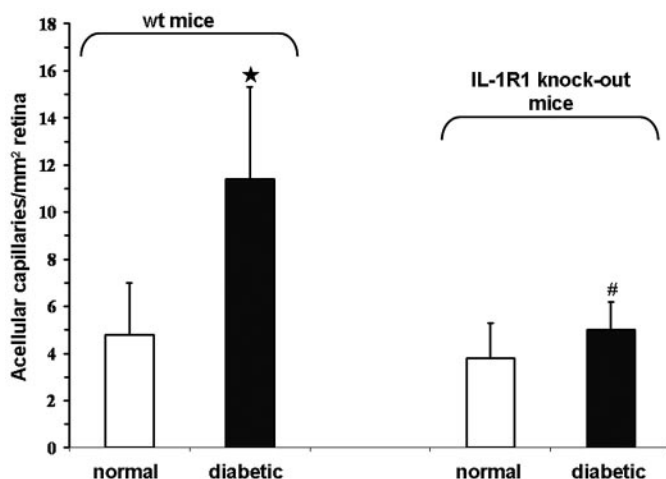 18
wt mice
16
★
IL-1R1 knock-out
mice
14
12
10
8
#
6
4
2
0
Acellular capillaries/mm² retina
normal diabetic normal diabetic